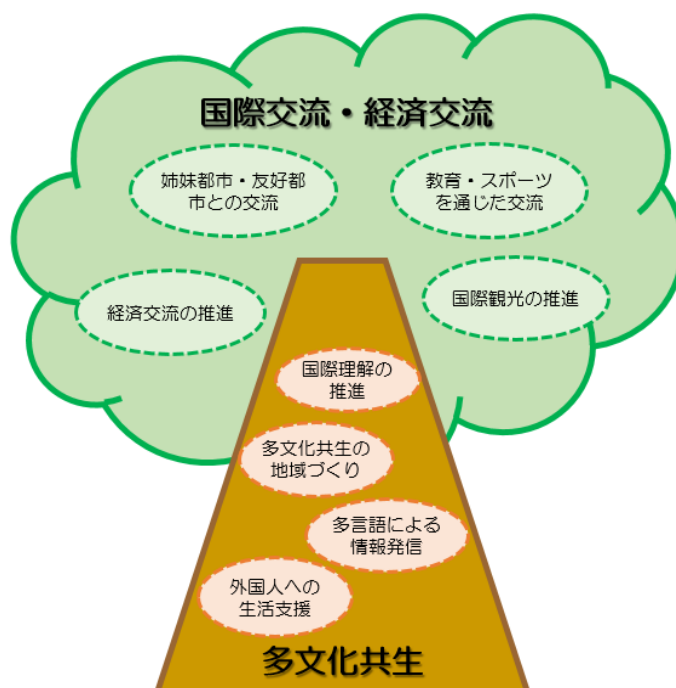 国際交流・経済交流
姉妹都市・友好都
市との交流
教育・スポーツ
を通じた交流
経済交流の推進
国際観光の推進
国際理解の
推進
多文化共生の
地域づくり
多言語による
情報発信
外国人への
生活支援
多文化共生